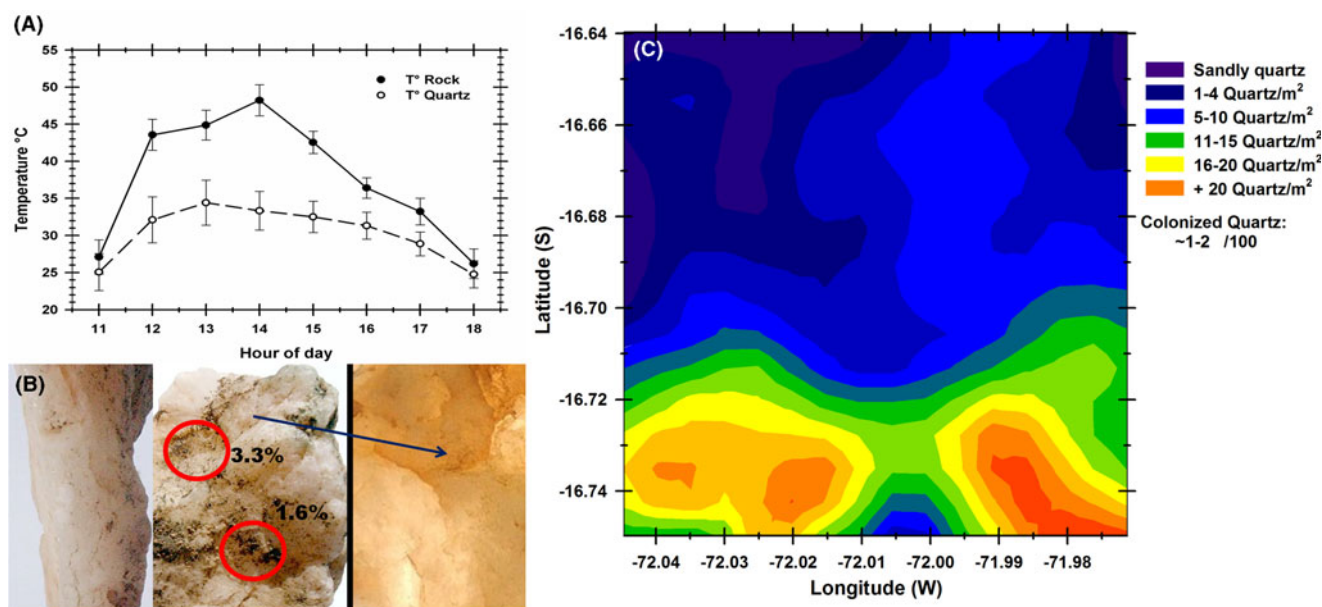 (A)
55
50
45
40
35
30
25
20
Temperature °C
T° Rock
T° Quartz
11 12 13 14 15 16 17 18
Hour of day
(B)
3.3%
1.6%
(C)
-16.64
-16.66
-16.68
-16.70
-16.72
-16.74
Latitude (S)
-72.04 -72.03 -72.02 -72.01 -72.00 -71.99 -71.98
Longitude (W)
Sandly quartz
1-4 Quartz/m²
5-10 Quartz/m²
11-15 Quartz/m²
16-20 Quartz/m²
+ 20 Quartz/m²
Colonized Quartz:
~1-2 /100